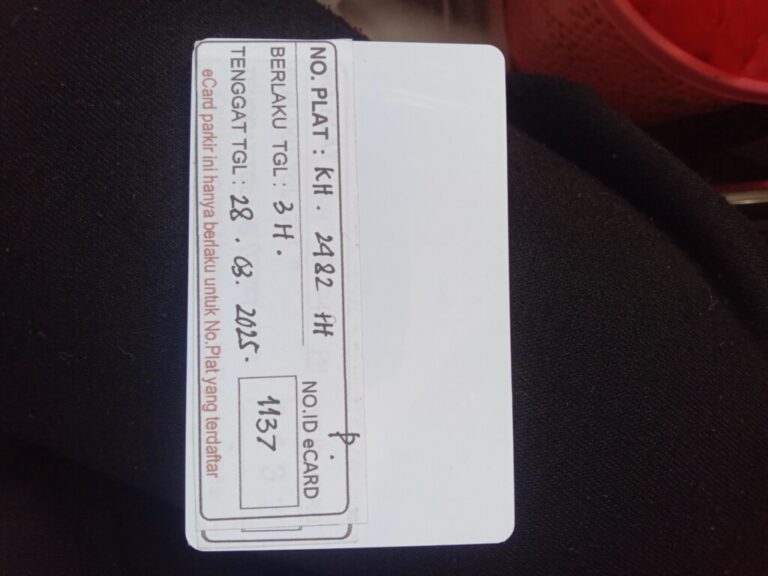 NO. PLAT : KH. 2482 tH
BERLAKU TGL : 3 H.
TENGGAT TGL : 28. 03. 2025.
p.
NO.ID eCARD
1137
eCard parkir ini hanya berlaku untuk No.Plat yang terdaftar